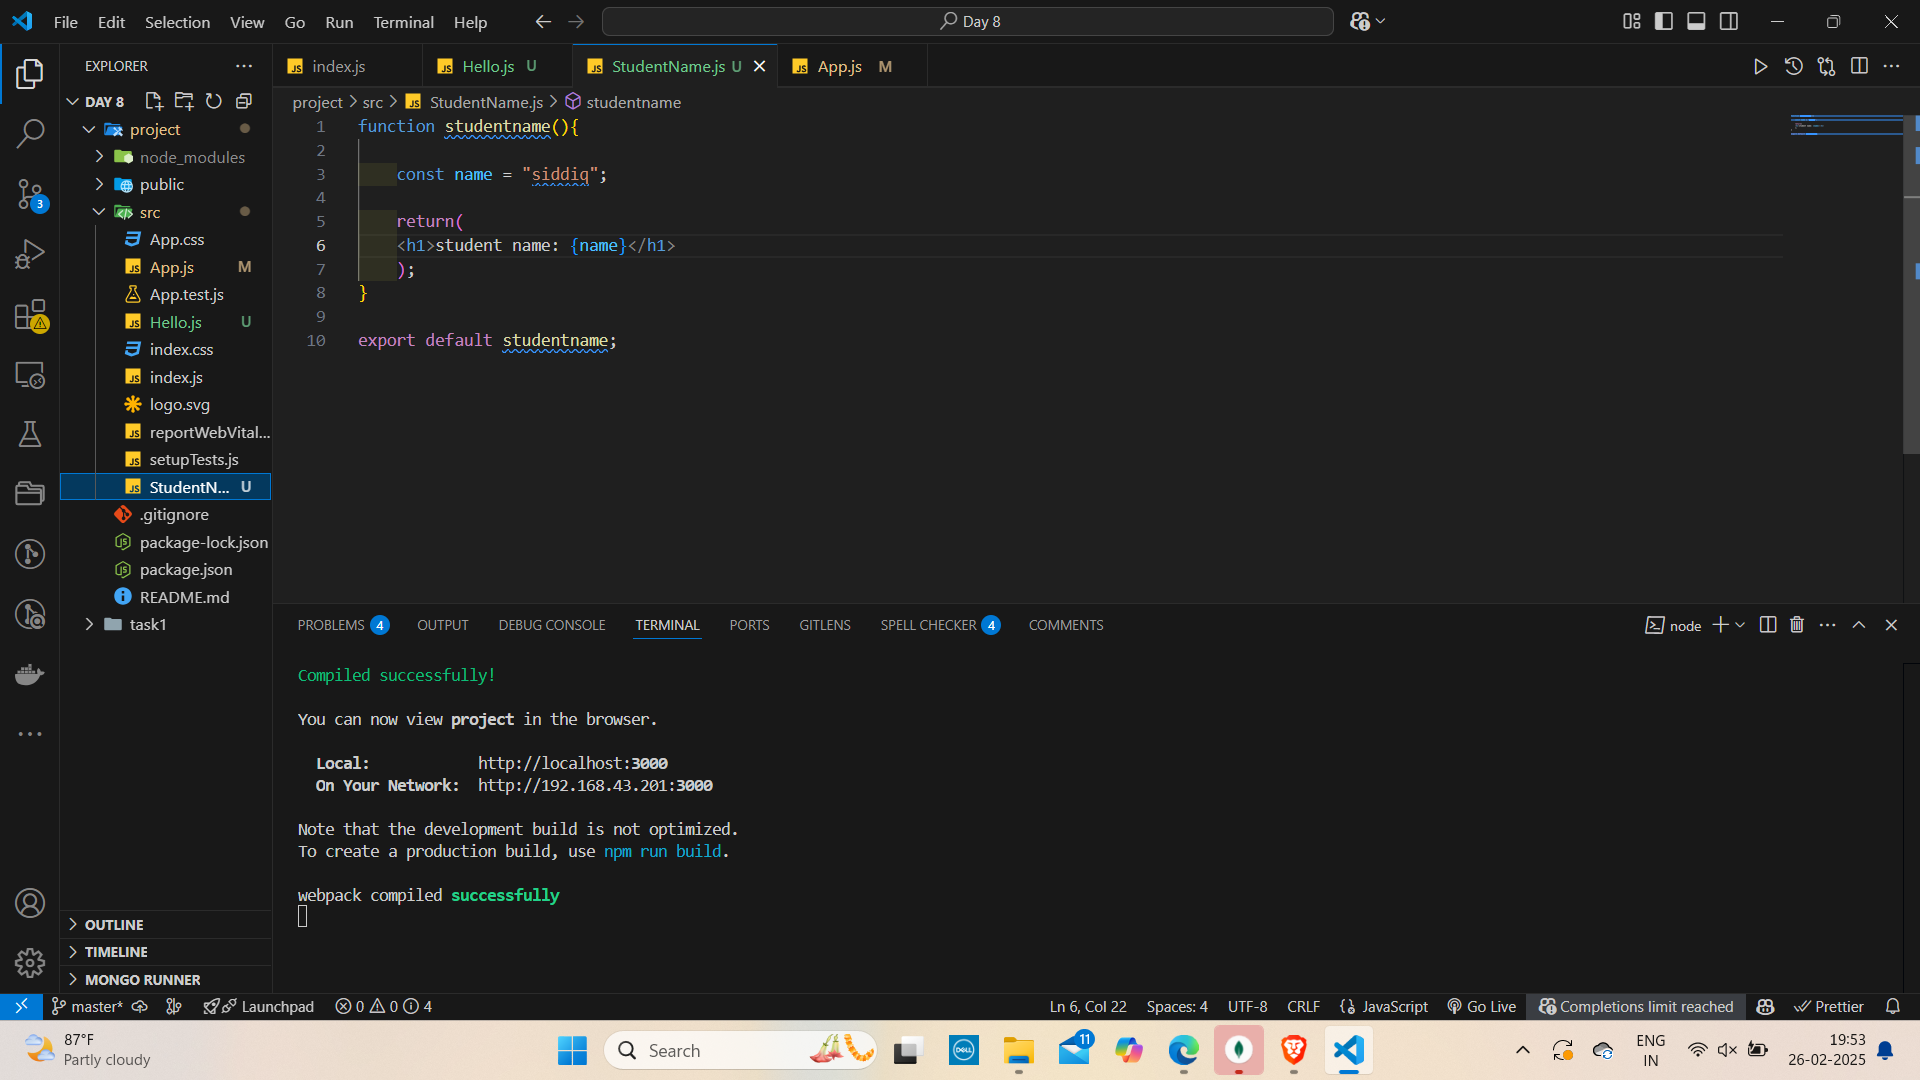 File Edit Selection View Go Run Terminal Help
Day 8
EXPLORER
index.js
Hello.js U
StudentName.js U
App.js M
DAY 8
project > src > StudentName.js > studentname
project
node_modules
public
src
App.css
App.js M
App.test.js
Hello.js U
index.css
index.js
logo.svg
reportWebVital...
setupTests.js
StudentN... U
.gitignore
package-lock.json
package.json
README.md
task1
OUTLINE
TIMELINE
MONGO RUNNER
3
1 function studentname(){
2
3 const name = "siddiq";
4
5 return(
6 <h1>student name: {name}</h1>
7 );
8 }
9
10 export default studentname;
PROBLEMS 4 OUTPUT DEBUG CONSOLE TERMINAL PORTS GITLENS SPELL CHECKER 4 COMMENTS
node
Compiled successfully!
You can now view project in the browser.
Local: http://localhost:3000
On Your Network: http://192.168.43.201:3000
Note that the development build is not optimized.
To create a production build, use npm run build.
webpack compiled successfully
master* Launchpad 0 0 4
Ln 6, Col 22 Spaces: 4 UTF-8 CRLF JavaScript Go Live Completions limit reached Prettier
87°F
Partly cloudy
Search
DELL
11
ENG
IN
19:53
26-02-2025